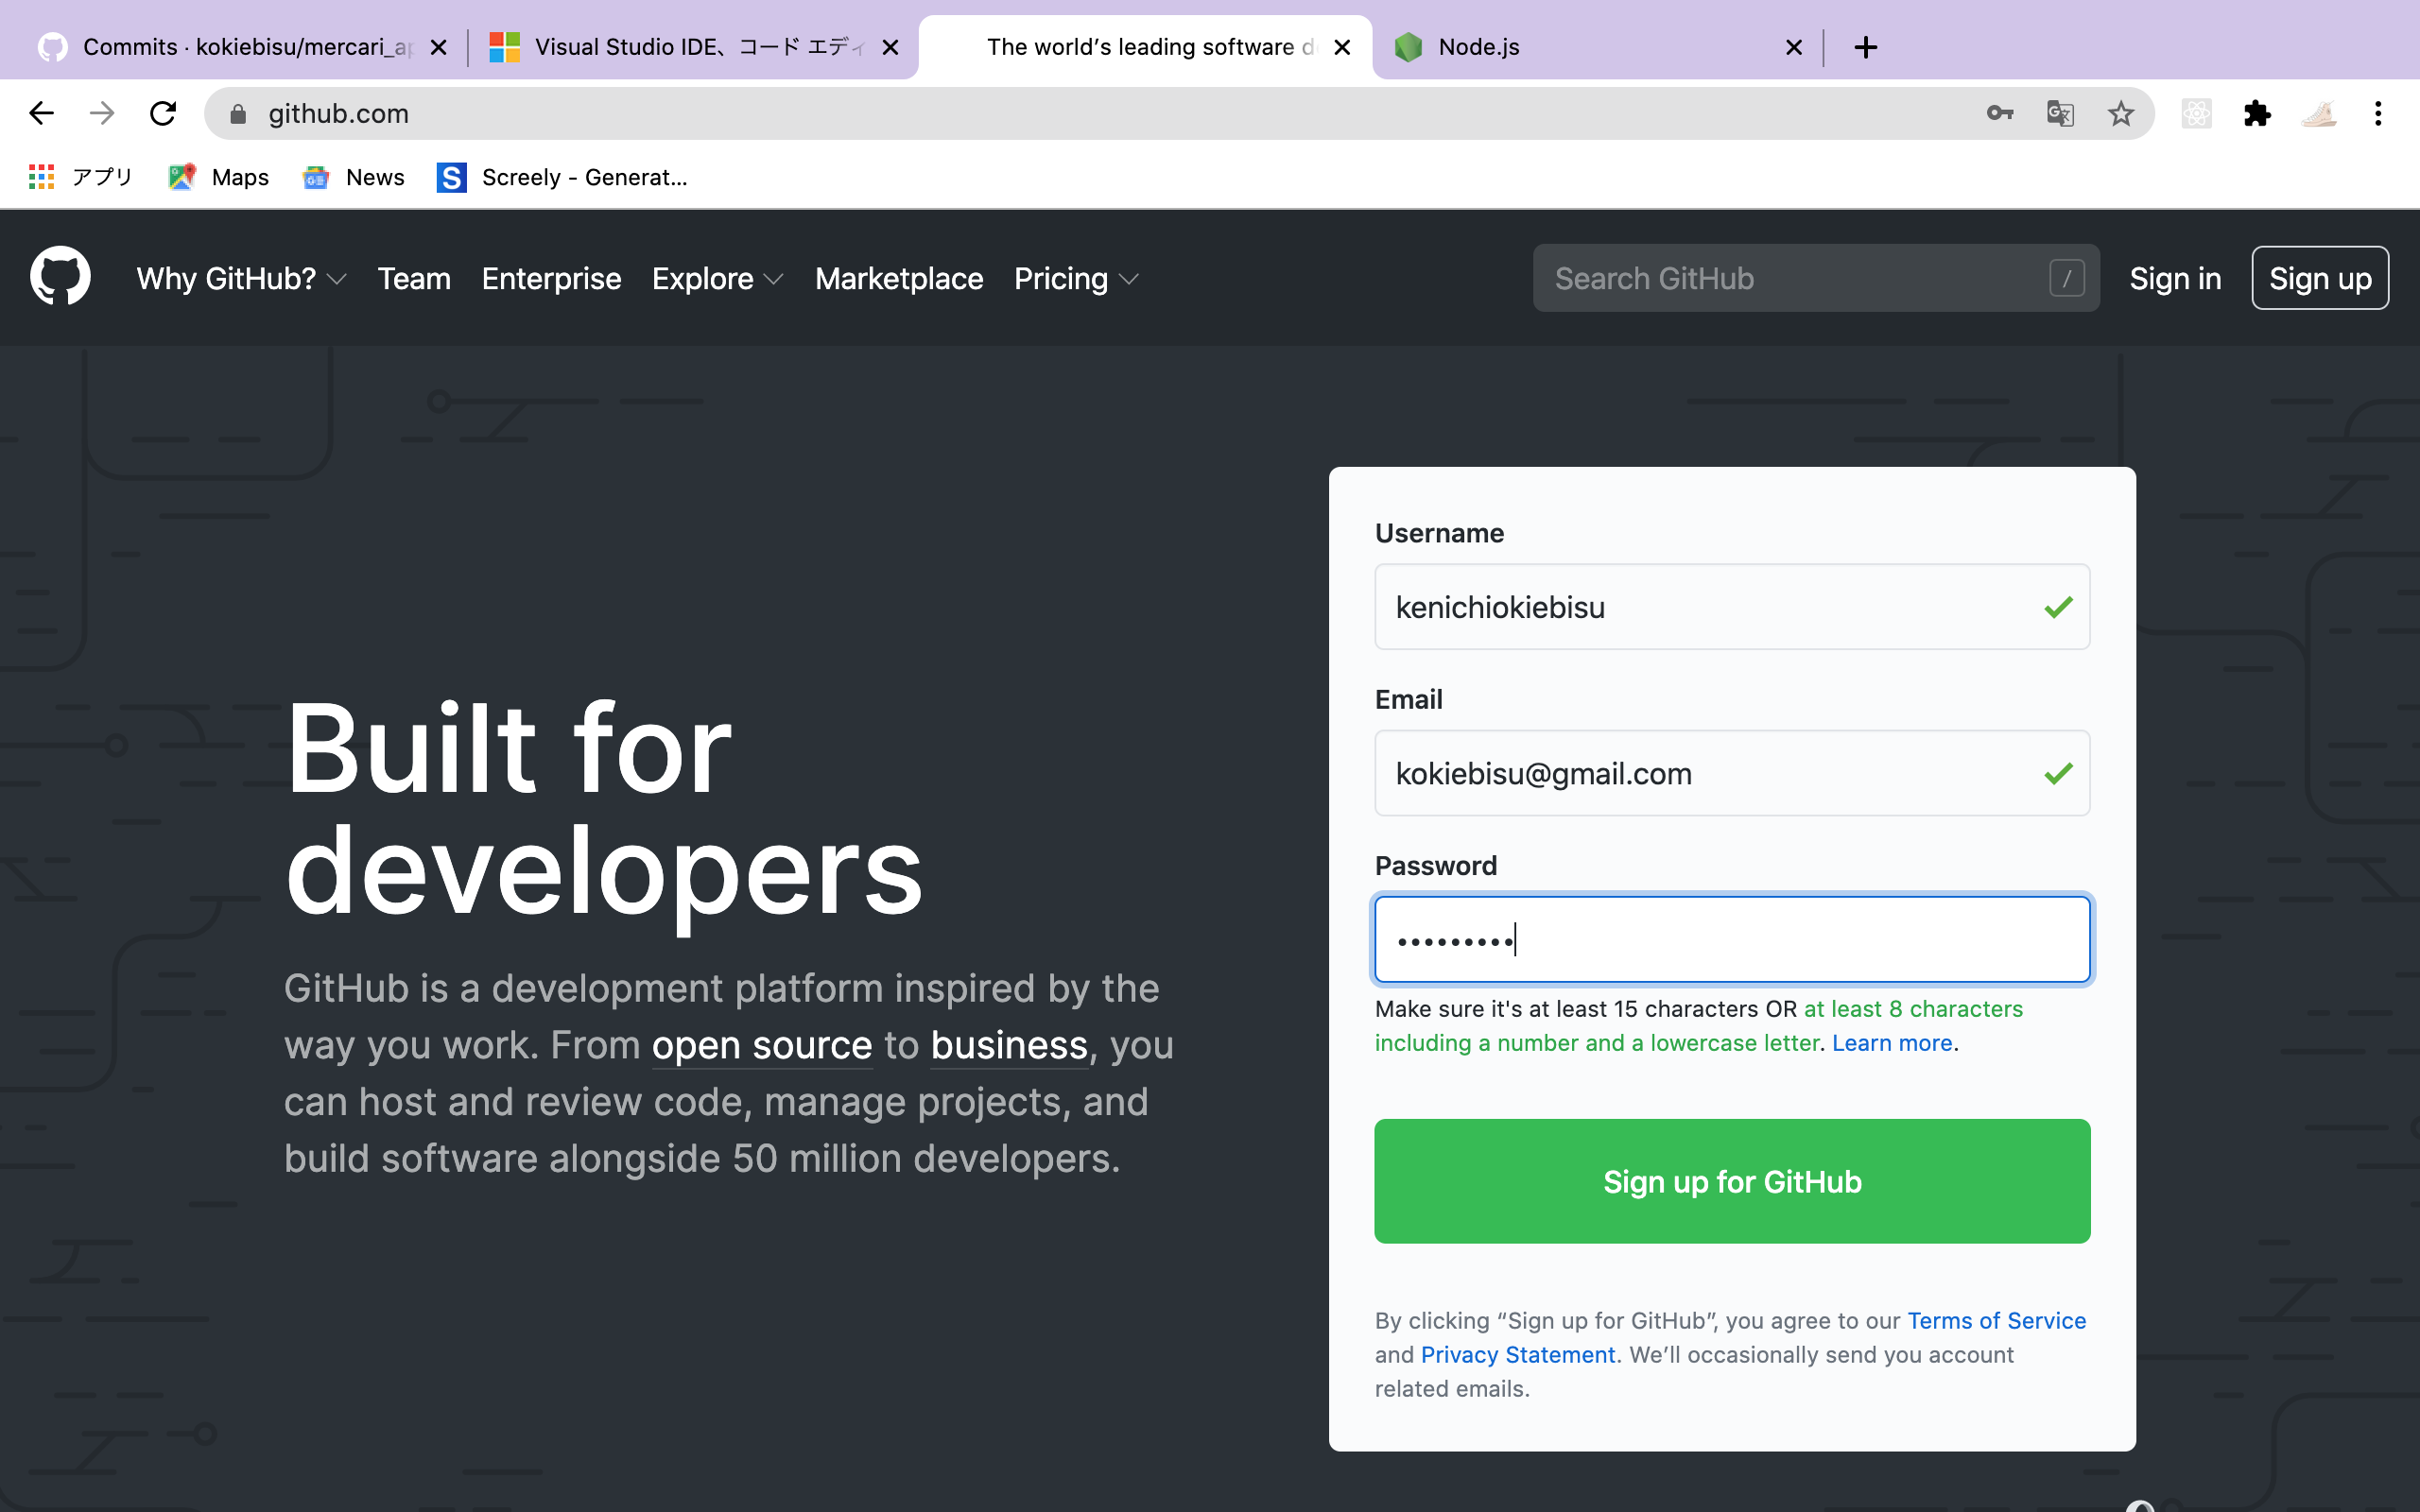 Commits · kokiebisu/mercari_ap
Visual Studio IDE、コード エディ
The world’s leading software d
Node.js
github.com
アプリ
Maps
News
Screely - Generat...
Why GitHub?
Team
Enterprise
Explore
Marketplace
Pricing
Search GitHub
/
Sign in
Sign up
Built for
developers
GitHub is a development platform inspired by the
way you work. From open source to business, you
can host and review code, manage projects, and
build software alongside 50 million developers.
Username
kenichiokiebisu
Email
kokiebisu@gmail.com
Password
•••••••••
Make sure it's at least 15 characters OR at least 8 characters
including a number and a lowercase letter. Learn more.
Sign up for GitHub
By clicking “Sign up for GitHub”, you agree to our Terms of Service
and Privacy Statement. We’ll occasionally send you account
related emails.